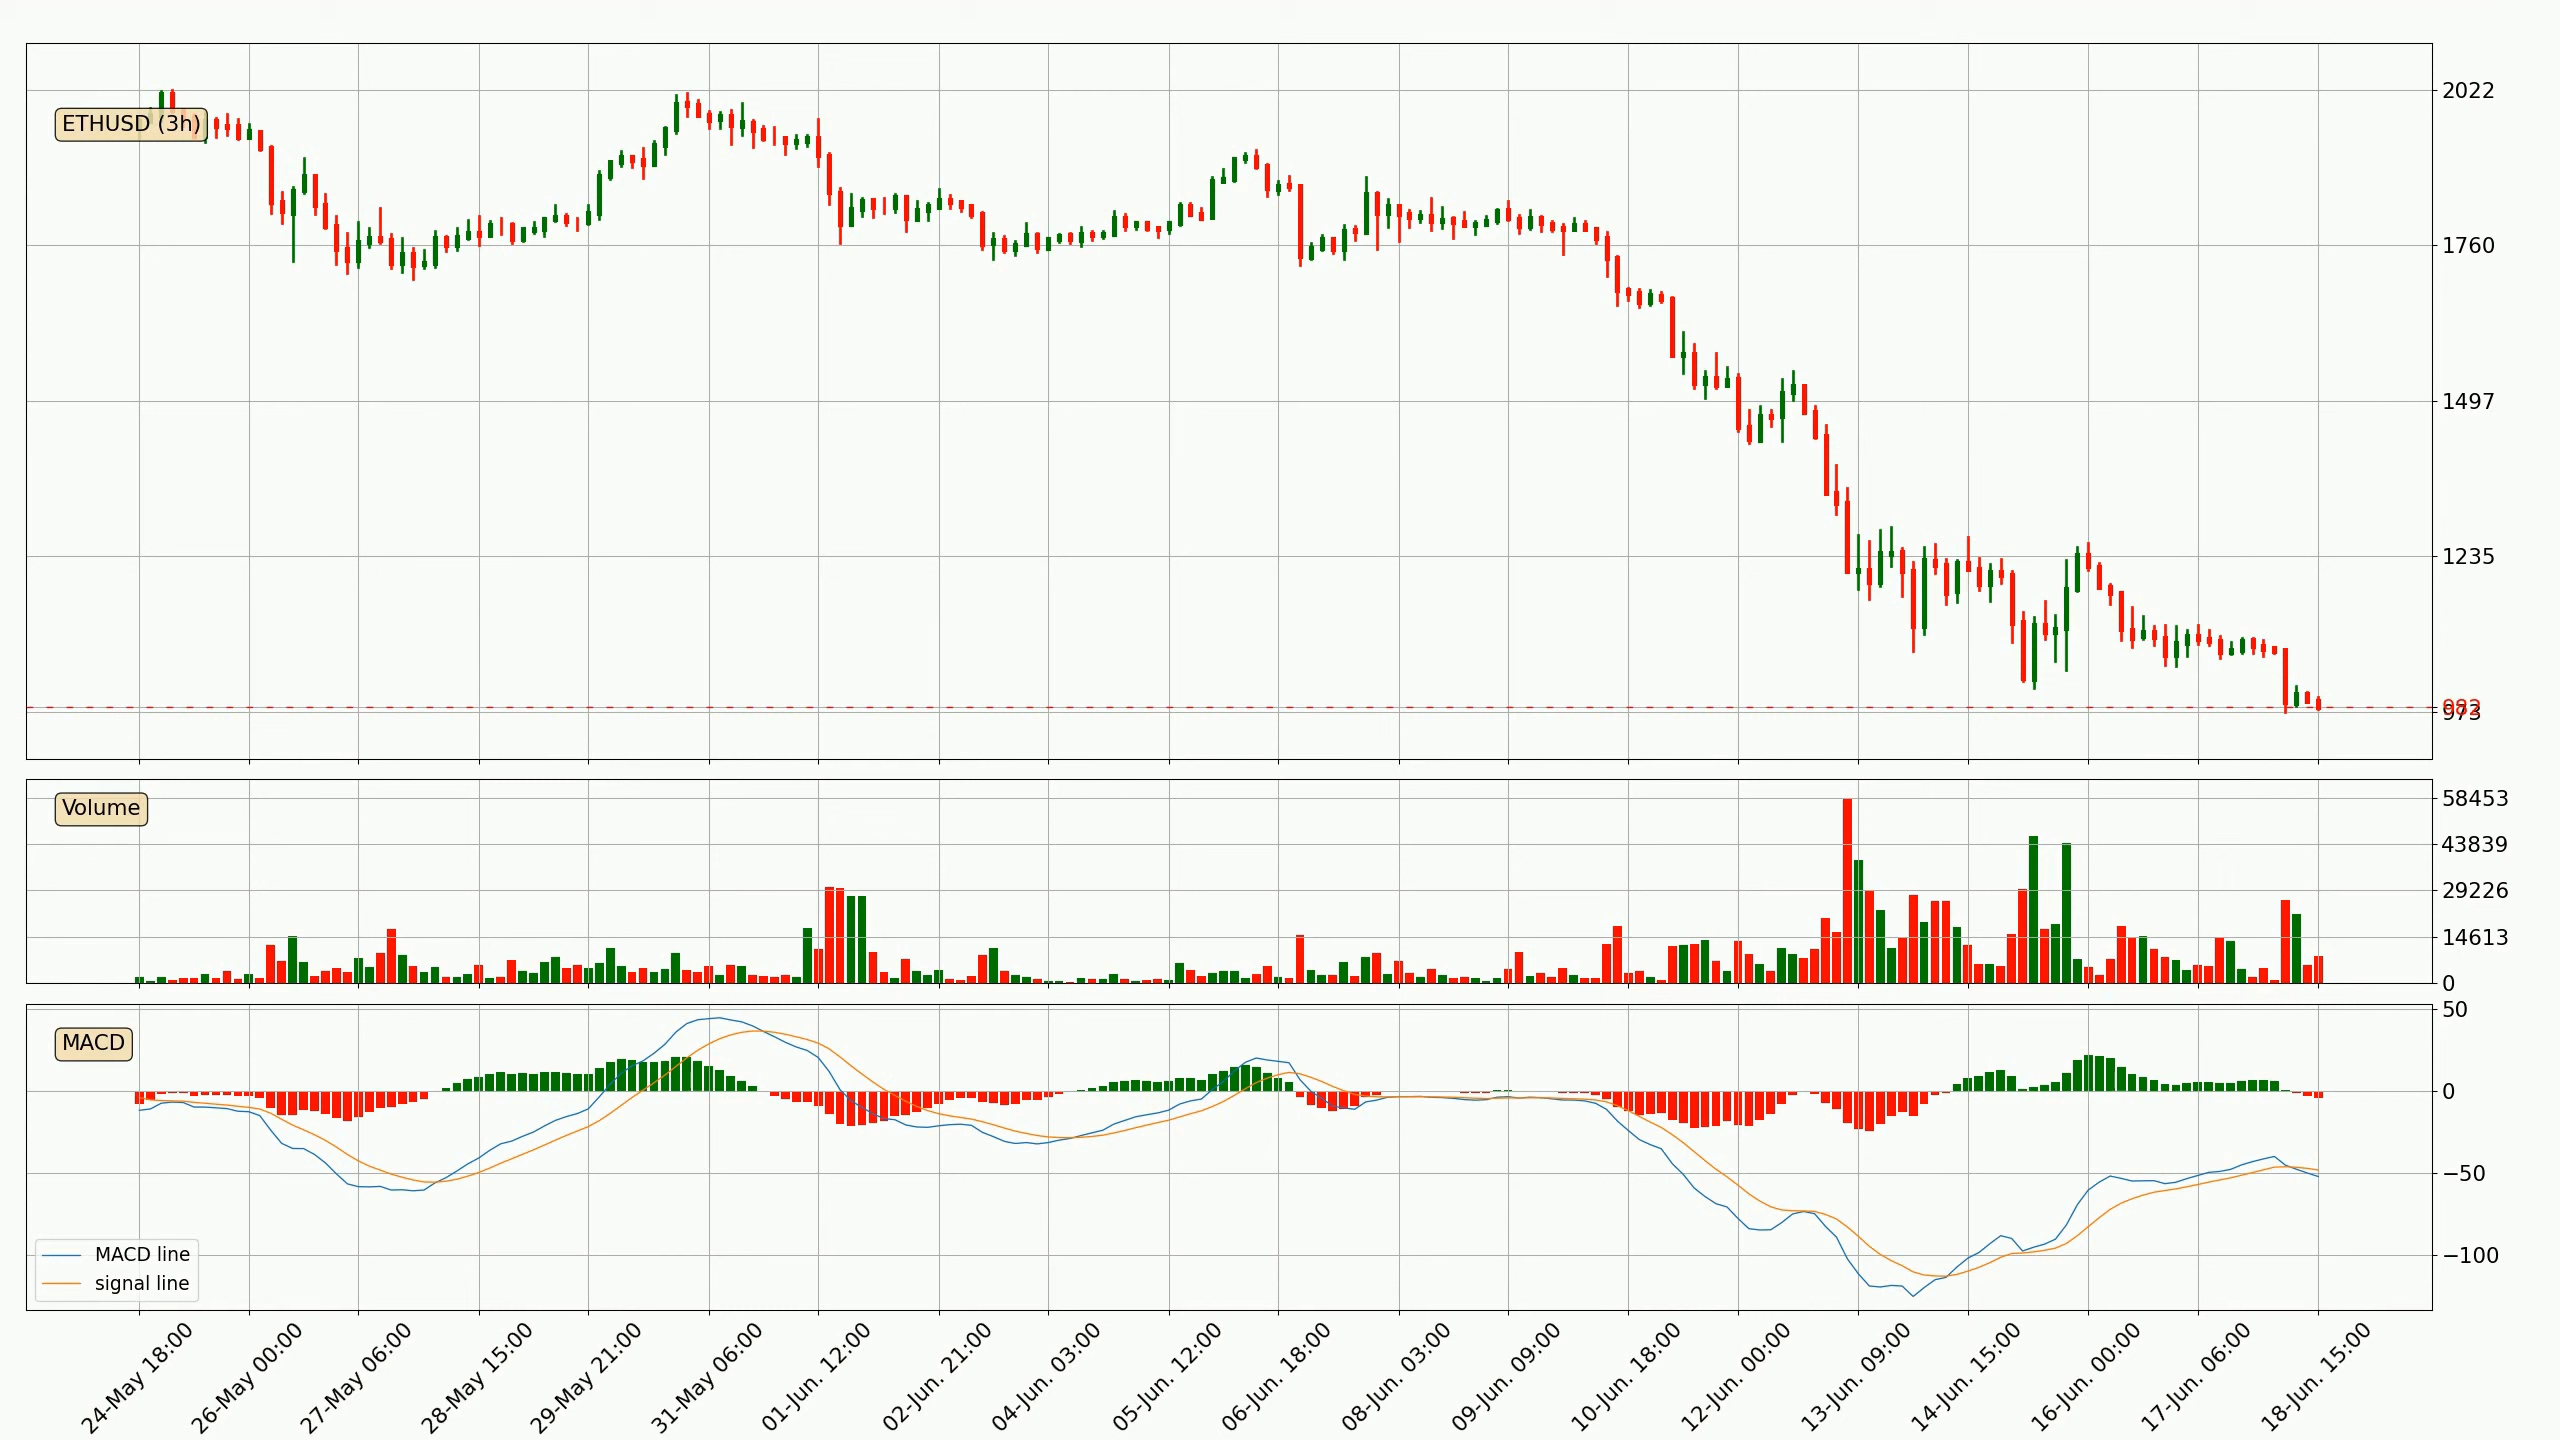 ETHUSD (3h)
2022
1760
1497
1235
982
973
Volume
58453
43839
29226
14613
0
MACD
50
0
−50
−100
MACD line
signal line
24-May 18:00
26-May 00:00
27-May 06:00
28-May 15:00
29-May 21:00
31-May 06:00
01-Jun. 12:00
02-Jun. 21:00
04-Jun. 03:00
05-Jun. 12:00
06-Jun. 18:00
08-Jun. 03:00
09-Jun. 09:00
10-Jun. 18:00
12-Jun. 00:00
13-Jun. 09:00
14-Jun. 15:00
16-Jun. 00:00
17-Jun. 06:00
18-Jun. 15:00